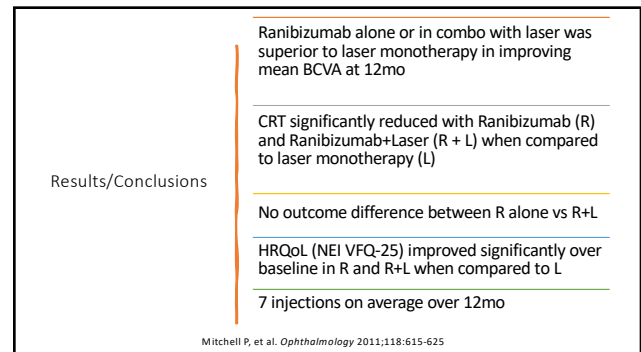 Results/Conclusions
Ranibizumab alone or in combo with laser was
superior to laser monotherapy in improving
mean BCVA at 12mo
CRT significantly reduced with Ranibizumab (R)
and Ranibizumab+Laser (R + L) when compared
to laser monotherapy (L)
No outcome difference between R alone vs R+L
HRQoL (NEI VFQ-25) improved significantly over
baseline in R and R+L when compared to L
7 injections on average over 12mo
Mitchell P, et al. Ophthalmology 2011;118:615-625